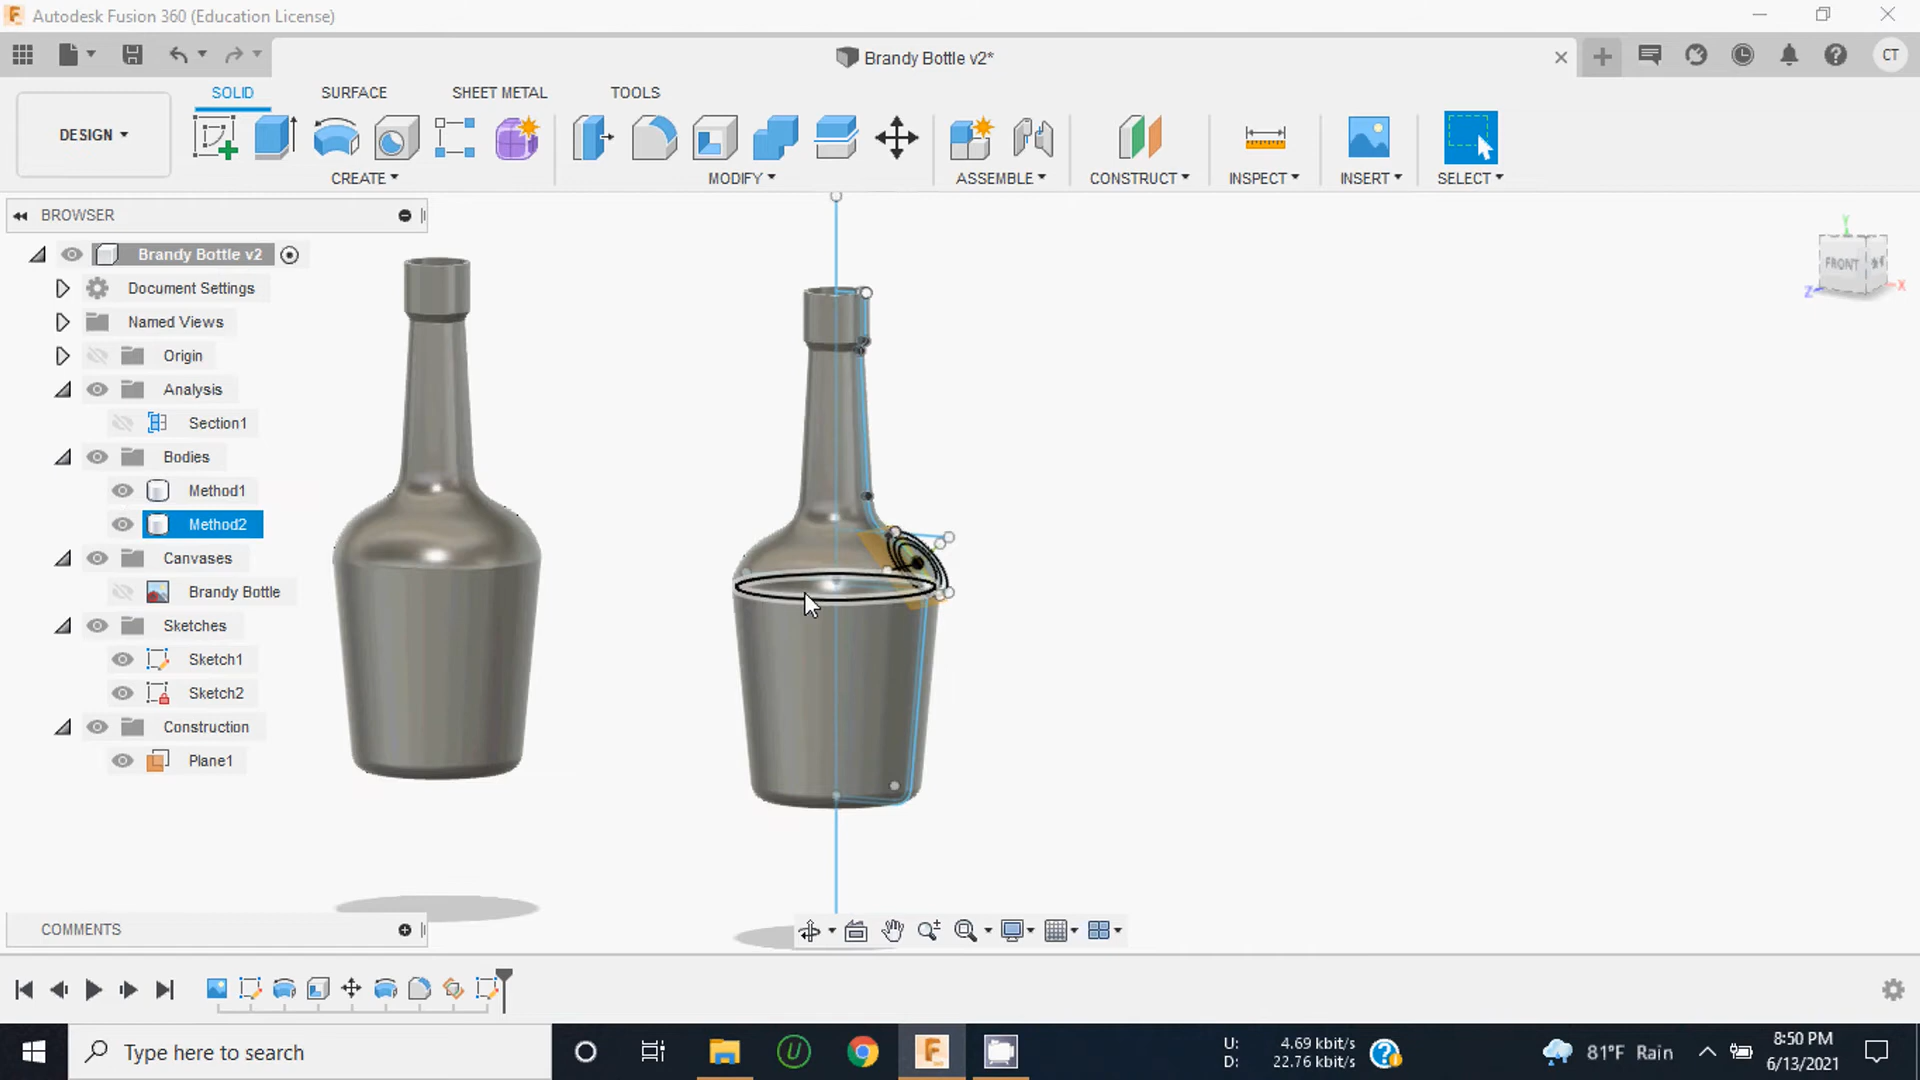 Autodesk Fusion 360 (Education License)
Brandy Bottle v2*
CT
SOLID
SURFACE
SHEET METAL
TOOLS
DESIGN
CREATE
MODIFY
ASSEMBLE
CONSTRUCT
INSPECT
INSERT
SELECT
BROWSER
Brandy Bottle v2
Document Settings
Named Views
Origin
Analysis
Section1
Bodies
Method1
Method2
Canvases
Brandy Bottle
Sketches
Sketch1
Sketch2
Construction
Plane1
Y
FRONT
Z
X
COMMENTS
Type here to search
U: 4.69 kbit/s
D: 22.76 kbit/s
81°F Rain
8:50 PM
6/13/2021